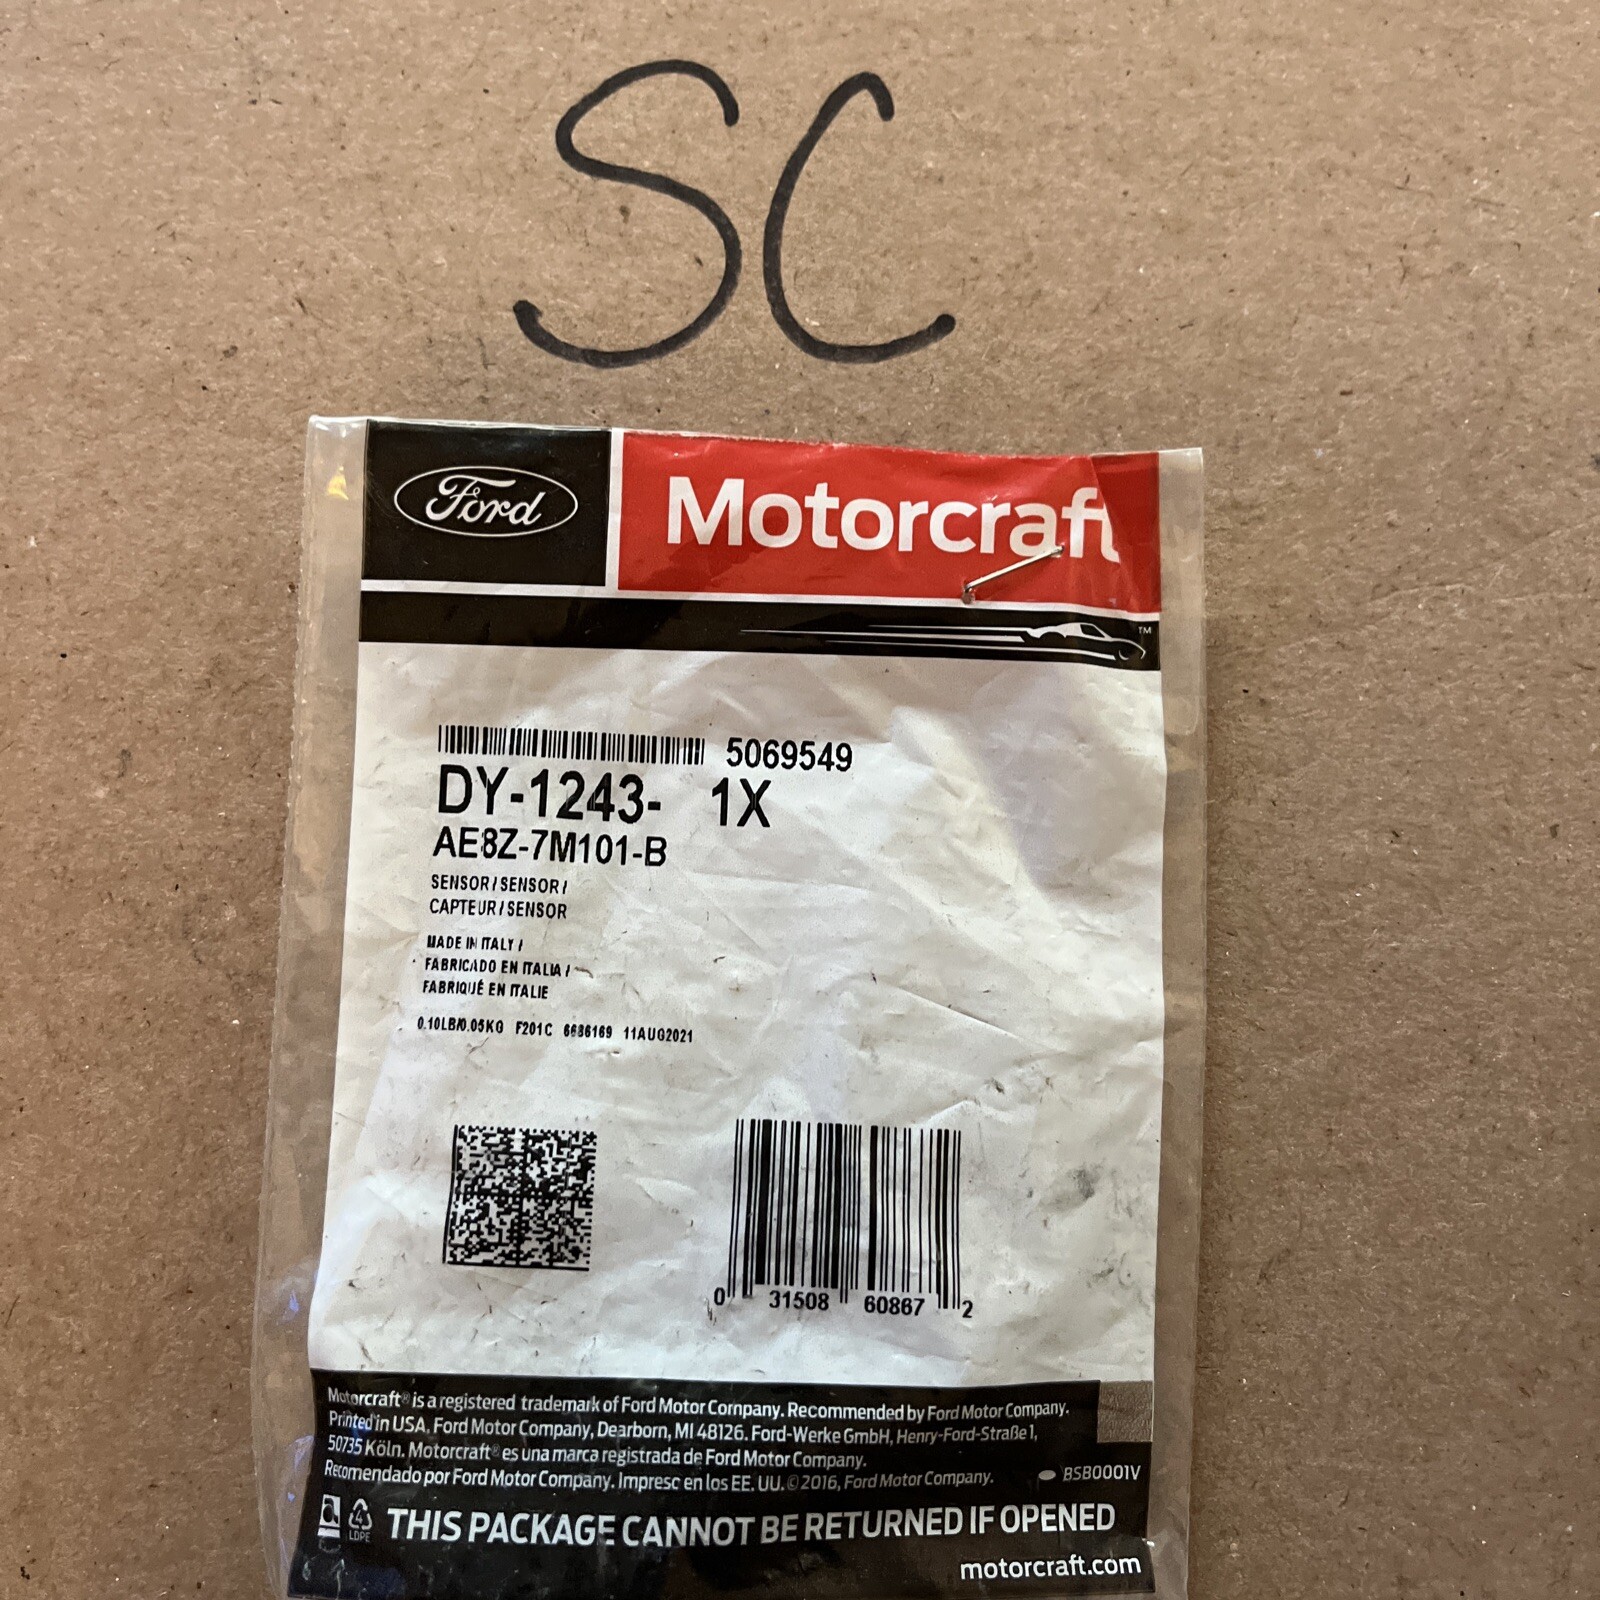 SC
Ford
Motorcraft
TM
5069549
DY-1243- 1X
AE8Z-7M101-B
SENSOR / SENSOR /
CAPTEUR / SENSOR
MADE IN ITALY /
FABRICADO EN ITALIA /
FABRIQUÉ EN ITALIE
0.10LB/0.05KG F201C 6686169 11AUG2021
0 31508 60867 2
Motorcraft® is a registered trademark of Ford Motor Company. Recommended by Ford Motor Company.
Printed in USA, Ford Motor Company, Dearborn, MI 48126. Ford-Werke GmbH, Henry-Ford-Straße 1,
50735 Köln. Motorcraft® es una marca registrada de Ford Motor Company.
Recomendado por Ford Motor Company. Impresc en los EE. UU. © 2016, Ford Motor Company.
BSB0001V
4
LDPE
THIS PACKAGE CANNOT BE RETURNED IF OPENED
motorcraft.com